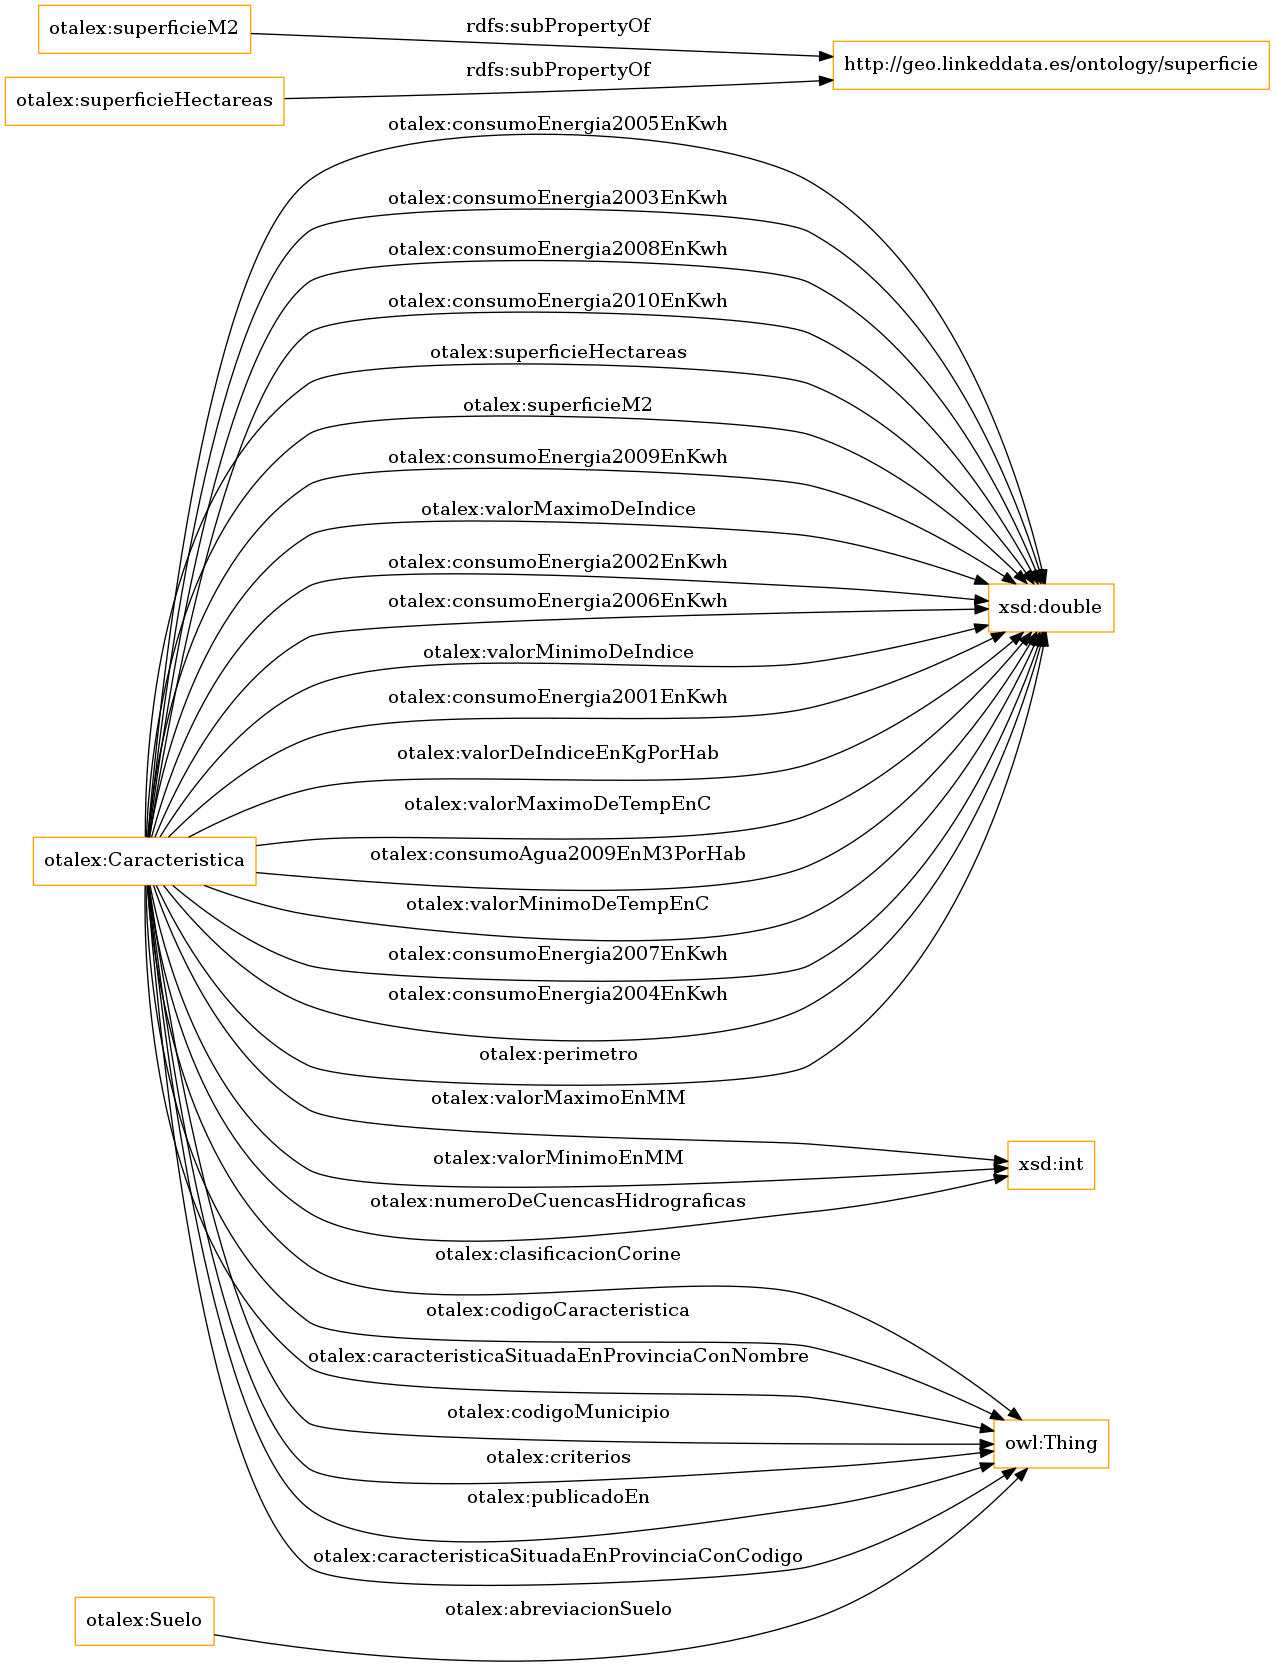 otalex:superficieM2
rdfs:subPropertyOf
http://geo.linkeddata.es/ontology/superficie
rdfs:subPropertyOf
otalex:superficieHectareas
otalex:consumoEnergia2005EnKwh
otalex:consumoEnergia2003EnKwh
otalex:consumoEnergia2008EnKwh
otalex:consumoEnergia2010EnKwh
otalex:superficieHectareas
otalex:superficieM2
otalex:consumoEnergia2009EnKwh
otalex:valorMaximoDeIndice
otalex:consumoEnergia2002EnKwh
otalex:consumoEnergia2006EnKwh
xsd:double
otalex:valorMinimoDeIndice
otalex:consumoEnergia2001EnKwh
otalex:valorDeIndiceEnKgPorHab
otalex:valorMaximoDeTempEnC
otalex:consumoAgua2009EnM3PorHab
otalex:Caracteristica
otalex:valorMinimoDeTempEnC
otalex:consumoEnergia2007EnKwh
otalex:consumoEnergia2004EnKwh
otalex:perimetro
otalex:valorMaximoEnMM
otalex:valorMinimoEnMM
xsd:int
otalex:numeroDeCuencasHidrograficas
otalex:clasificacionCorine
otalex:codigoCaracteristica
otalex:caracteristicaSituadaEnProvinciaConNombre
otalex:codigoMunicipio
owl:Thing
otalex:criterios
otalex:publicadoEn
otalex:caracteristicaSituadaEnProvinciaConCodigo
otalex:abreviacionSuelo
otalex:Suelo